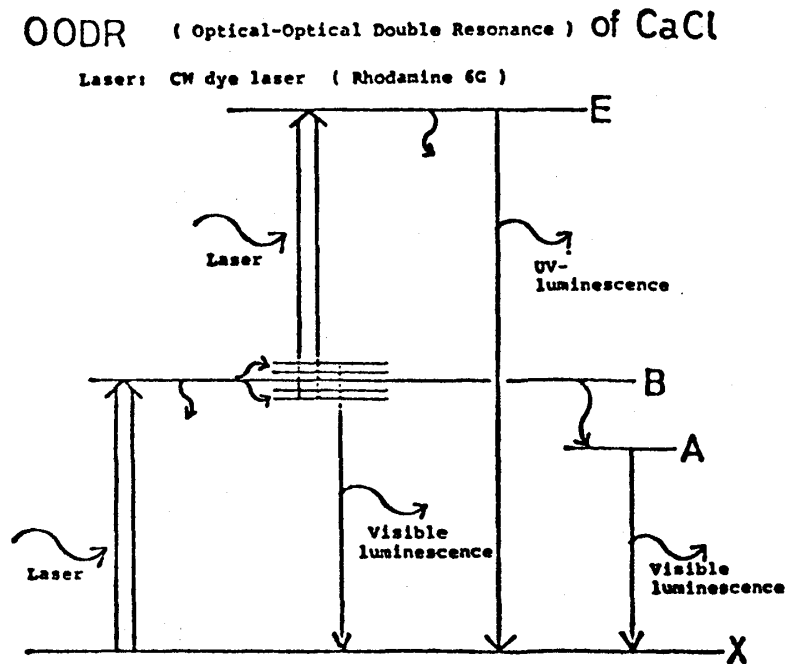 OODR ( Optical-Optical Double Resonance ) of CaCl
Laser: CW dye laser ( Rhodamine 6G )
E
Laser
UV-
luminescence
B
A
Visible
luminescence
Laser
Visible
luminescence
X